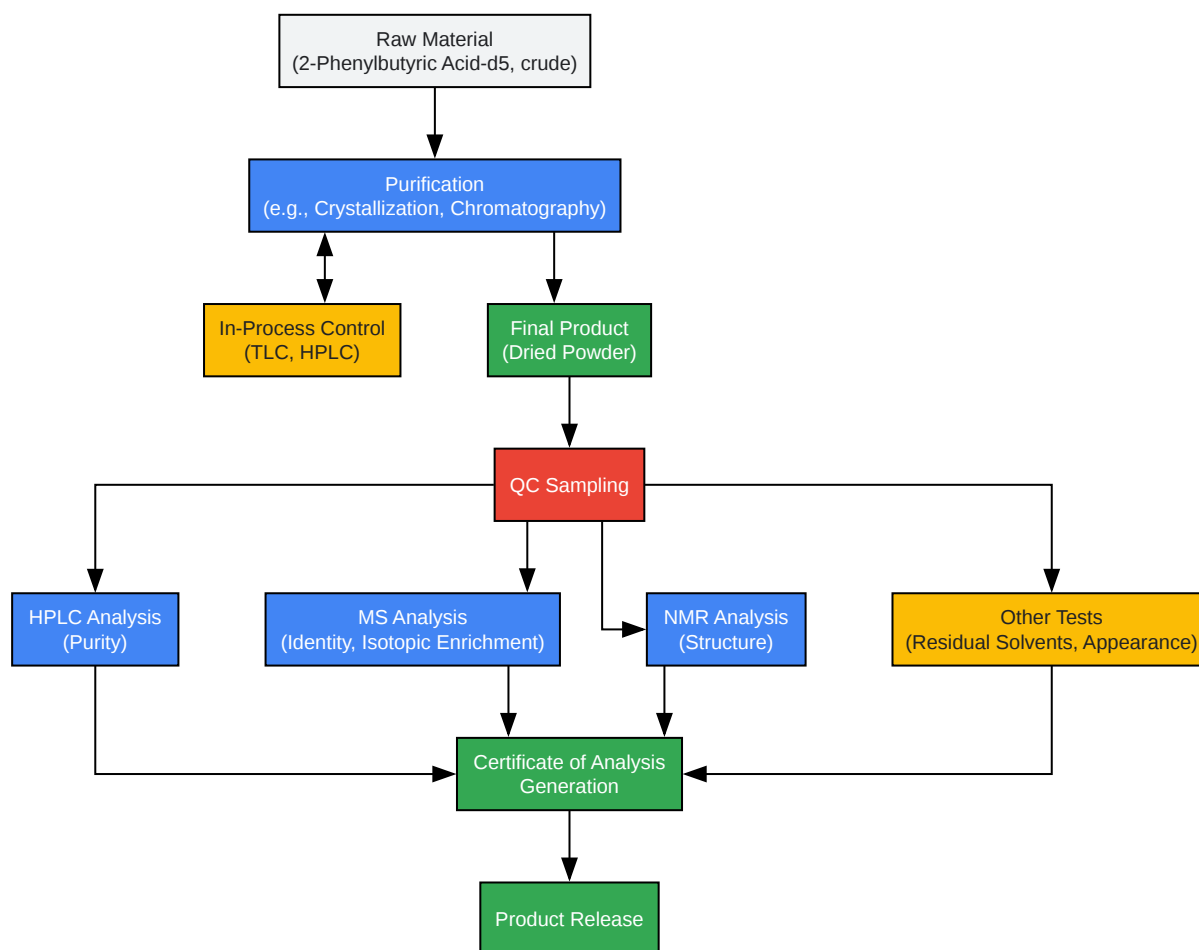 Raw Material
(2-Phenylbutyric Acid-d5, crude)
Purification
(e.g., Crystallization, Chromatography)
In-Process Control
(TLC, HPLC)
Final Product
(Dried Powder)
QC Sampling
HPLC Analysis
(Purity)
MS Analysis
(Identity, Isotopic Enrichment)
NMR Analysis
(Structure)
Other Tests
(Residual Solvents, Appearance)
Certificate of Analysis
Generation
Product Release